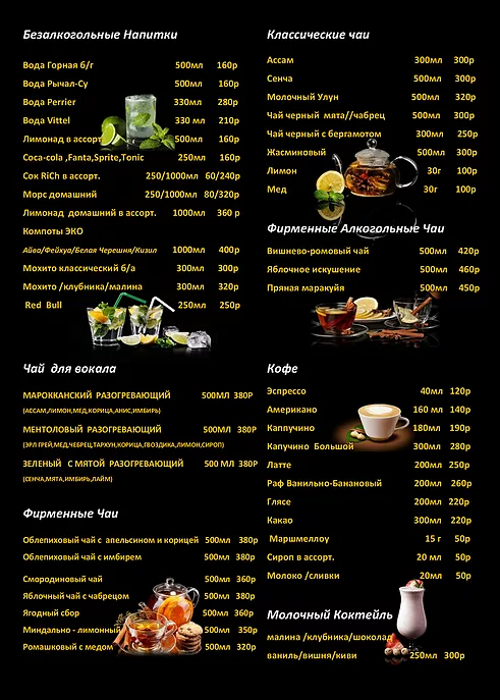 Безалкогольные Напитки
Вода Горная б/г 500мл 160р
Вода Рычал-Су 500мл 160р
Вода Perrier 330мл 280р
Вода Vittel 330 мл 210р
Лимонад в ассорт. 500мл 160р
Coca-cola ,Fanta,Sprite,Tonic 250мл 160р
Сок RiCh в ассорт. 250/1000мл 60/240р
Морс домашний 250/1000мл 80/320р
Лимонад домашний в ассорт. 1000мл 360 р
Компоты ЭКО
Айва/Фейхуа/Белая Черешня/Кизил 1000мл 400р
Мохито классический б/а 300мл 300р
Мохито /клубника/малина 300мл 320р
Red Bull 250мл 250р
Чай для вокала
МАРОККАНСКИЙ РАЗОГРЕВАЮЩИЙ 500МЛ 380Р
(АССАМ,ЛИМОН,МЕД,КОРИЦА,АНИС,ИМБИРЬ)
МЕНТОЛОВЫЙ РАЗОГРЕВАЮЩИЙ 500МЛ 380Р
(ЭРЛ ГРЕЙ,МЕД,ЧЕБРЕЦ,ТАРХУН,КОРИЦА,ГВОЗДИКА,ЛИМОН,СИРОП)
ЗЕЛЕНЫЙ С МЯТОЙ РАЗОГРЕВАЮЩИЙ 500 МЛ 380Р
(СЕНЧА,МЯТА,ИМБИРЬ,ЛАЙМ)
Фирменные Чаи
Облепиховый чай с апельсином и корицей 500мл 380р
Облепиховый чай с имбирем 500мл 380р
Смородиновый чай 500мл 360р
Яблочный чай с чабрецом 500мл 380р
Ягодный сбор 500мл 360р
Миндально - лимонный 500мл 350р
Ромашковый с медом 500мл 320р
Классические чаи
Ассам 300мл 300р
Сенча 500мл 300р
Молочный Улун 500мл 320р
Чай черный мята//чабрец 500мл 300р
Чай черный с бергамотом 300мл 250р
Жасминовый 500мл 300р
Лимон 30г 100р
Мед 30г 100р
Фирменные Алкогольные Чаи
Вишнево-ромовый чай 500мл 420р
Яблочное искушение 500мл 460р
Пряная маракуйя 500мл 450р
Кофе
Эспрессо 40мл 120р
Американо 160 мл 140р
Каппучино 180мл 190р
Капучино Большой 300мл 280р
Латте 200мл 250р
Раф Ванильно-Банановый 200мл 260р
Глясе 200мл 220р
Какао 300мл 220р
Маршмеллоу 15 г 50р
Сироп в ассорт. 20 мл 50р
Молоко /сливки 20мл 50р
Молочный Коктейль
малина /клубника/шоколад
ваниль/вишня/киви 250мл 300р